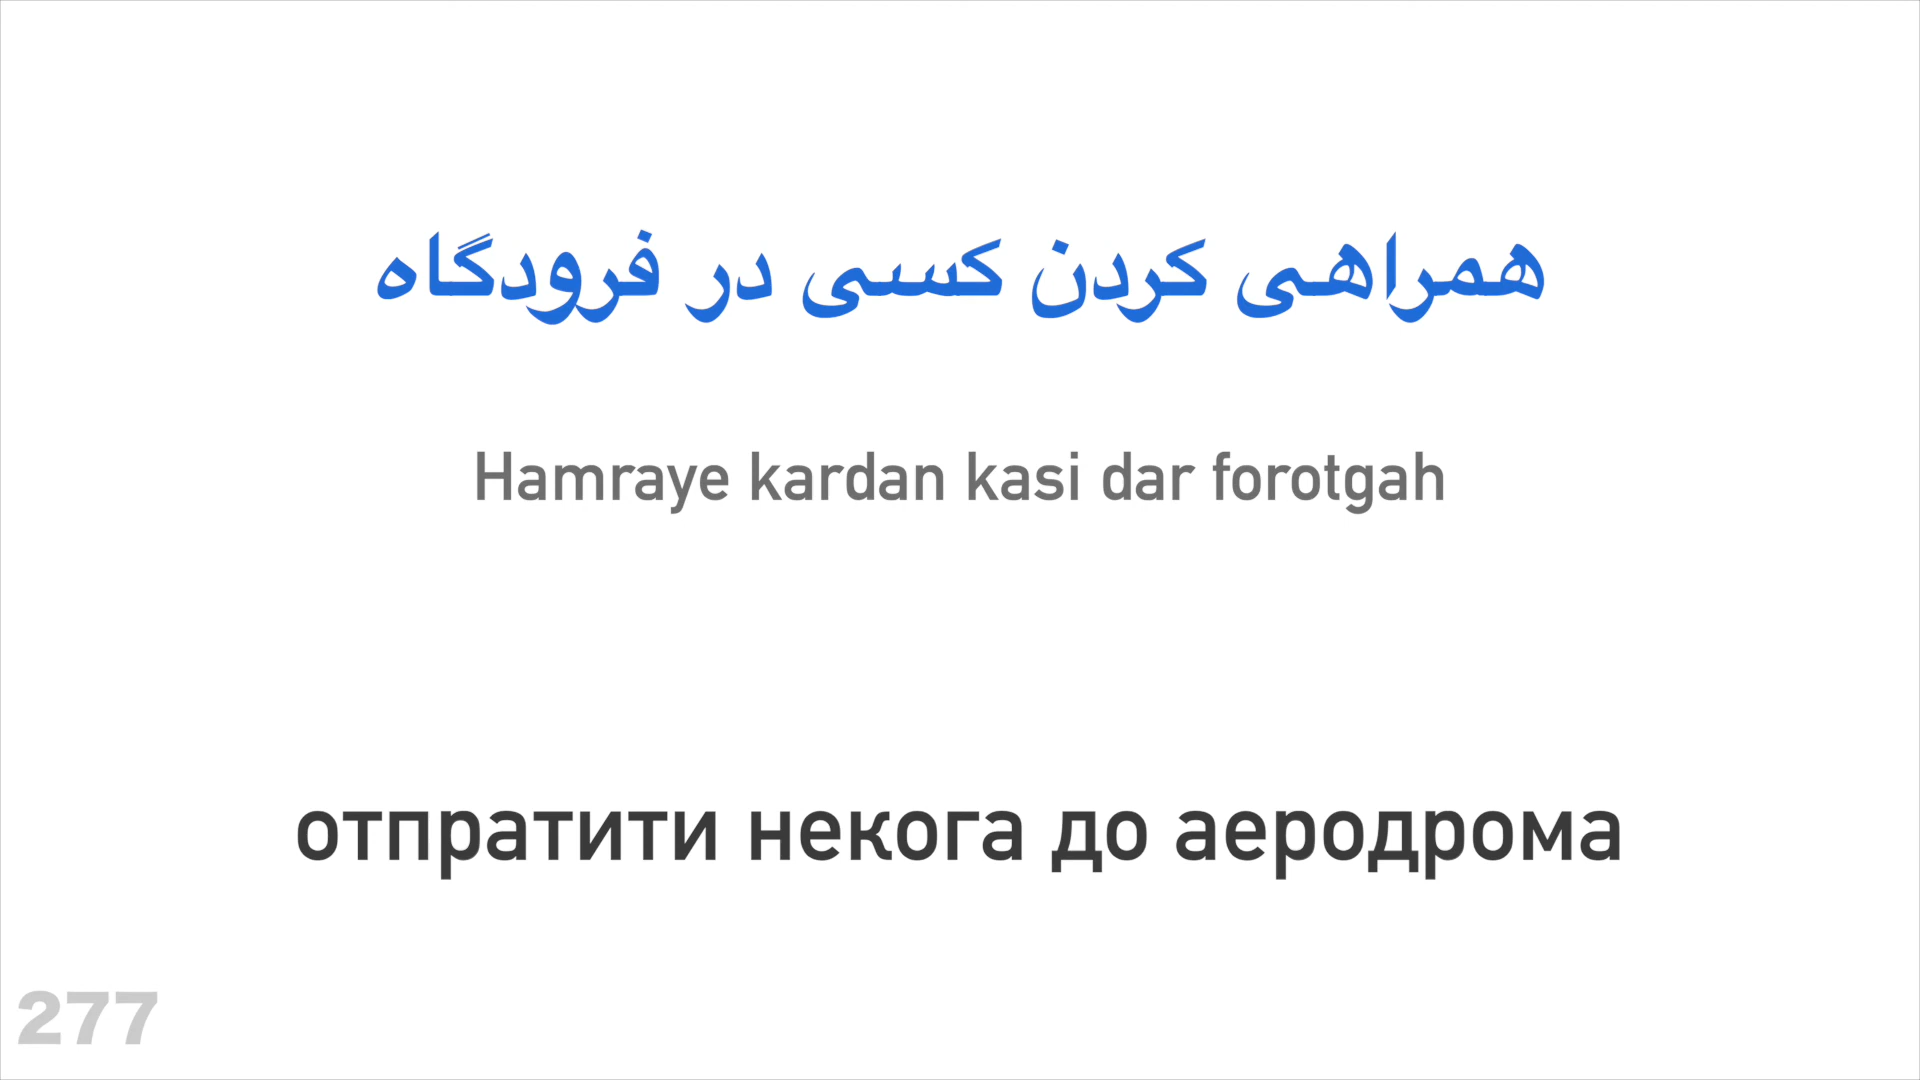 همراهی کردن کسی در فرودگاه
Hamraye kardan kasi dar forotgah
отпратити некога до аеродрома
277